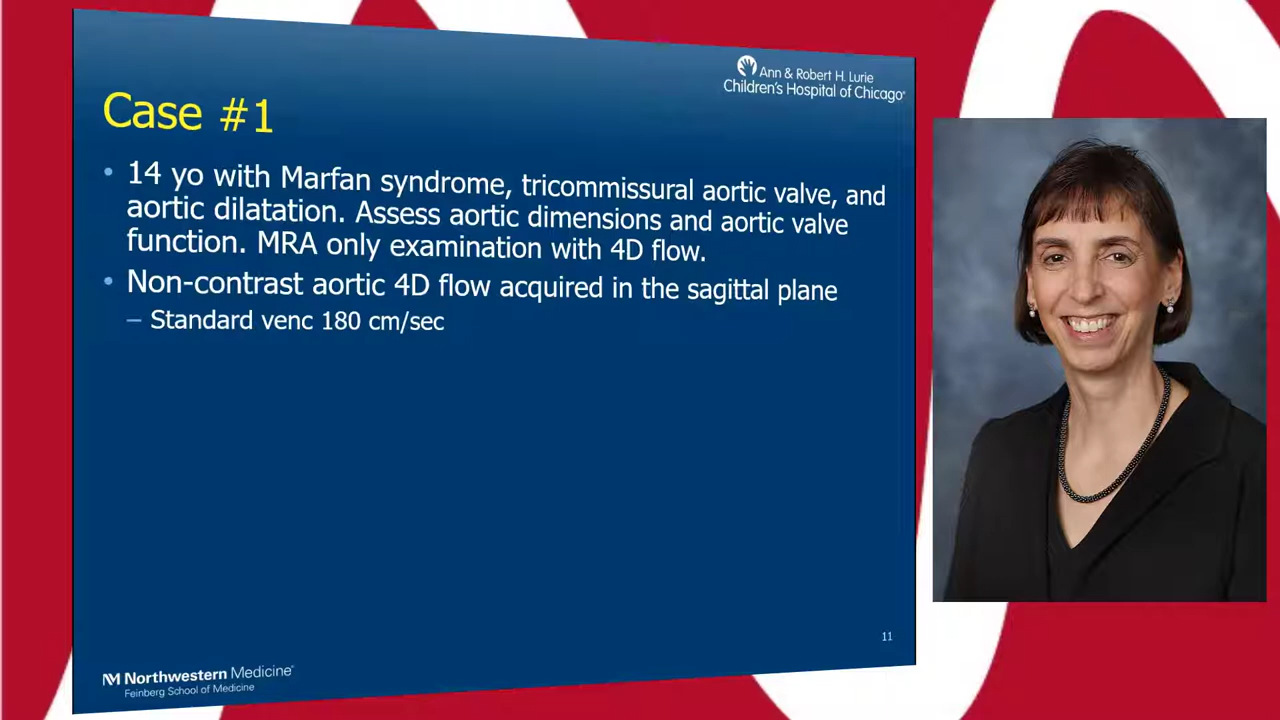 Ann & Robert H. Lurie
Children's Hospital of Chicago
Case #1
• 14 yo with Marfan syndrome, tricommissural aortic valve, and
aortic dilatation. Assess aortic dimensions and aortic valve
function. MRA only examination with 4D flow.
• Non-contrast aortic 4D flow acquired in the sagittal plane
– Standard venc 180 cm/sec
11
Northwestern Medicine
Feinberg School of Medicine